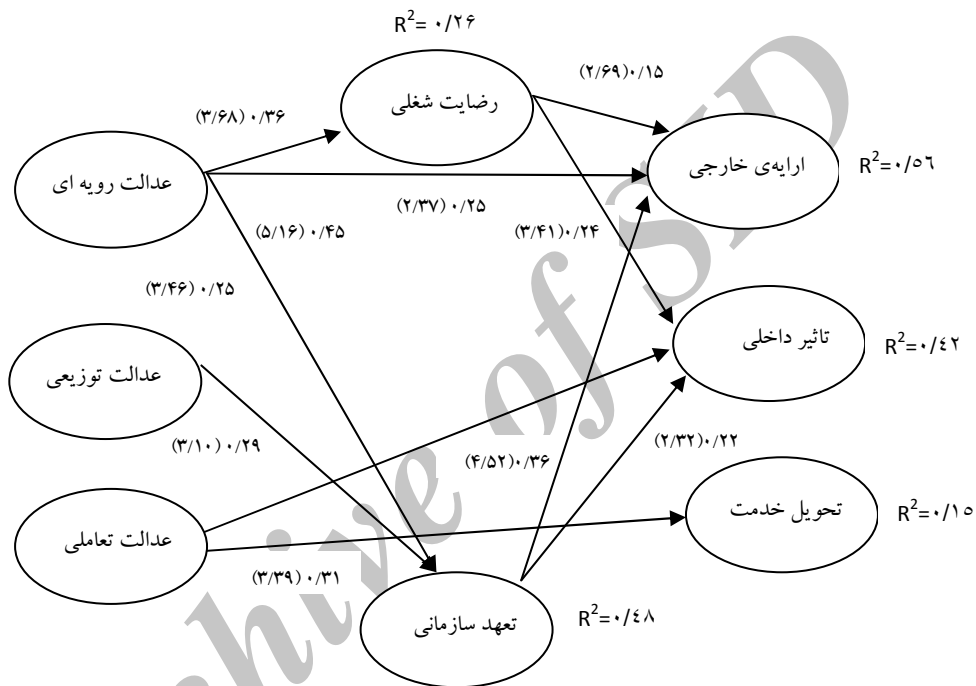 R²= ۰/۲۶
رضایت شغلی
(۲/۶۹)۰/۱۵
(۳/۶۸)۰/۳۶
ارایه‌ی خارجی
R²=۰/٥٦
عدالت رویه ای
(۲/۳۷)۰/۲۵
(۵/۱۶)۰/۴۵
(۳/۴۱)۰/۲۴
(۳/۴۶)۰/۲۵
تاثیر داخلی
R²=۰/٤٢
عدالت توزیعی
(۳/۱۰)۰/۲۹
(۴/۵۲)۰/۳۶
(۲/۳۲)۰/۲۲
تحویل خدمت
R²=۰/١٥
عدالت تعاملی
(۳/۳۹)۰/۳۱
تعهد سازمانی
R²=۰/٤٨
Archive of SID